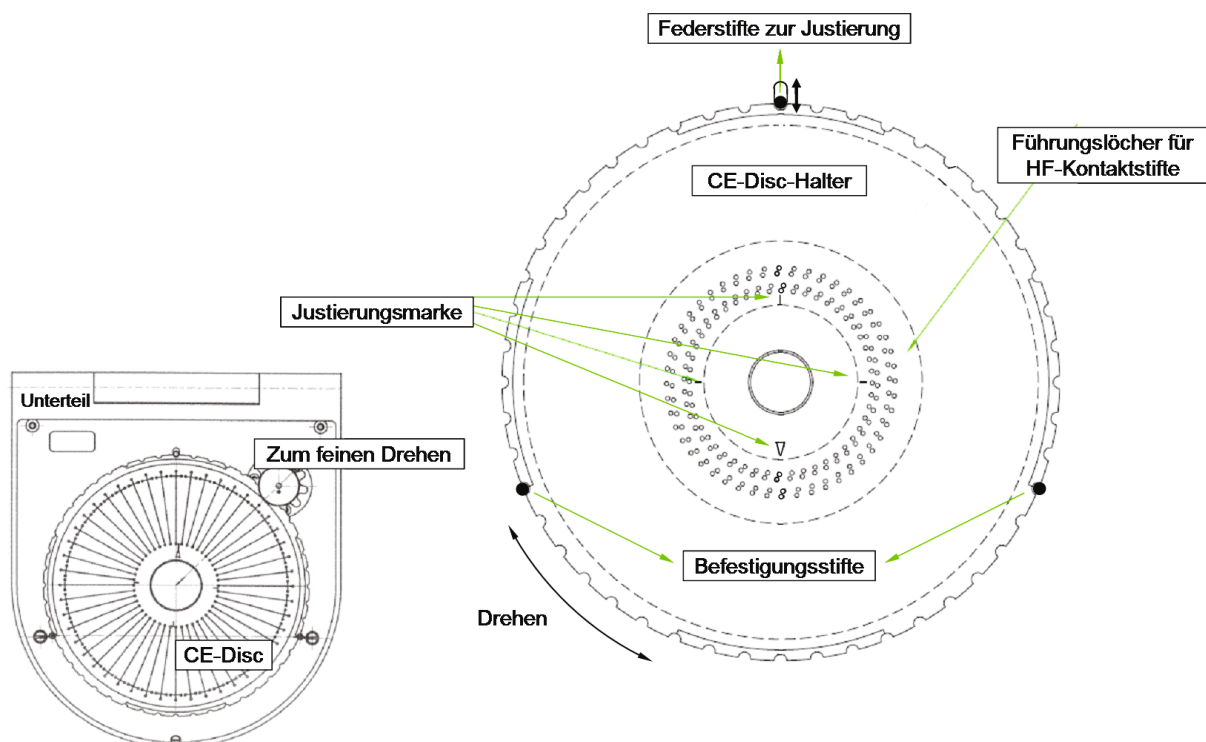 Federstifte zur Justierung
Führungslöcher für
HF-Kontaktstifte
CE-Disc-Halter
Justierungsmarke
Unterteil
Zum feinen Drehen
Befestigungsstifte
Drehen
CE-Disc